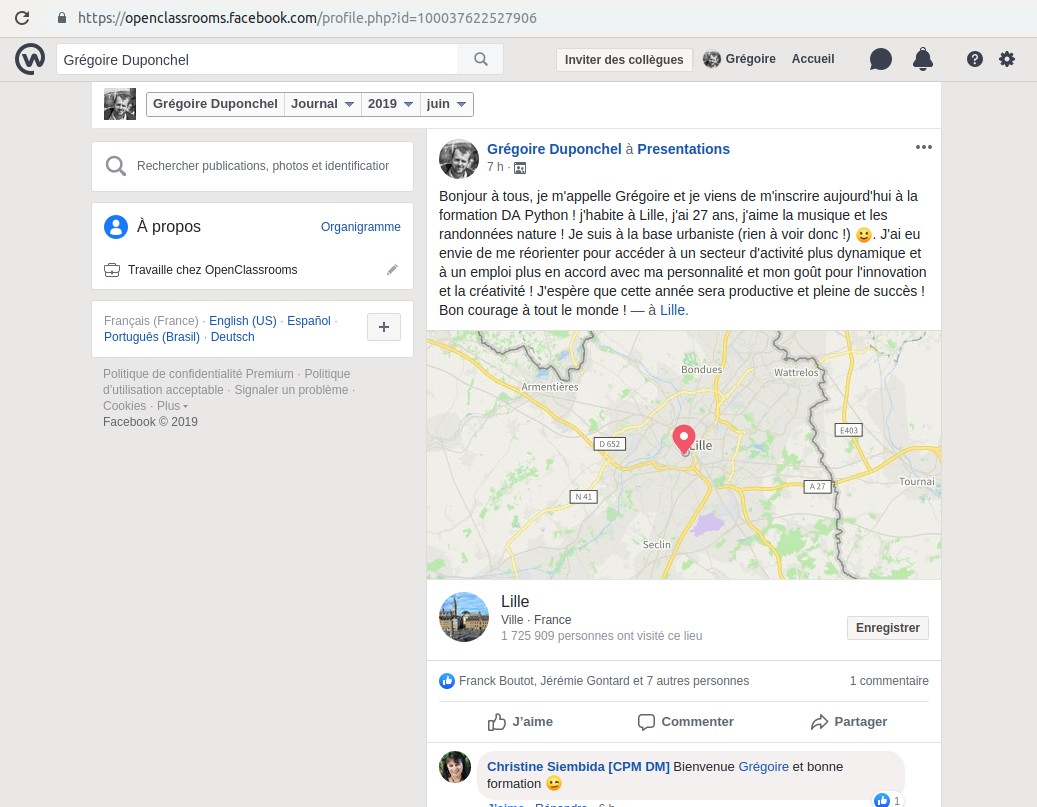 https://openclassrooms.facebook.com/profile.php?id=100037622527906
Grégoire Duponchel
Inviter des collègues
Grégoire
Accueil
Grégoire Duponchel
Journal
2019
juin
Rechercher publications, photos et identification
À propos
Organigramme
Travaille chez OpenClassrooms
Français (France) · English (US) · Español ·
Português (Brasil) · Deutsch
+
Politique de confidentialité Premium · Politique
d'utilisation acceptable · Signaler un problème ·
Cookies · Plus
Facebook © 2019
Grégoire Duponchel à Presentations
7 h ·
Bonjour à tous, je m'appelle Grégoire et je viens de m'inscrire aujourd'hui à la
formation DA Python ! j'habite à Lille, j'ai 27 ans, j'aime la musique et les
randonnées nature ! Je suis à la base urbaniste (rien à voir donc !) 😉. J'ai eu
envie de me réorienter pour accéder à un secteur d'activité plus dynamique et
à un emploi plus en accord avec ma personnalité et mon goût pour l'innovation
et la créativité ! J'espère que cette année sera productive et pleine de succès !
Bon courage à tout le monde ! — à Lille.
Bondues
Wattrelos
Armentières
E403
D 652
Lille
Tournai
A 27
N 41
Seclin
Lille
Ville · France
1 725 909 personnes ont visité ce lieu
Enregistrer
Franck Boutot, Jérémie Gontard et 7 autres personnes
1 commentaire
J'aime
Commenter
Partager
Christine Siembida [CPM DM] Bienvenue Grégoire et bonne
formation 😉
1
J'aime · Répondre · 6 h